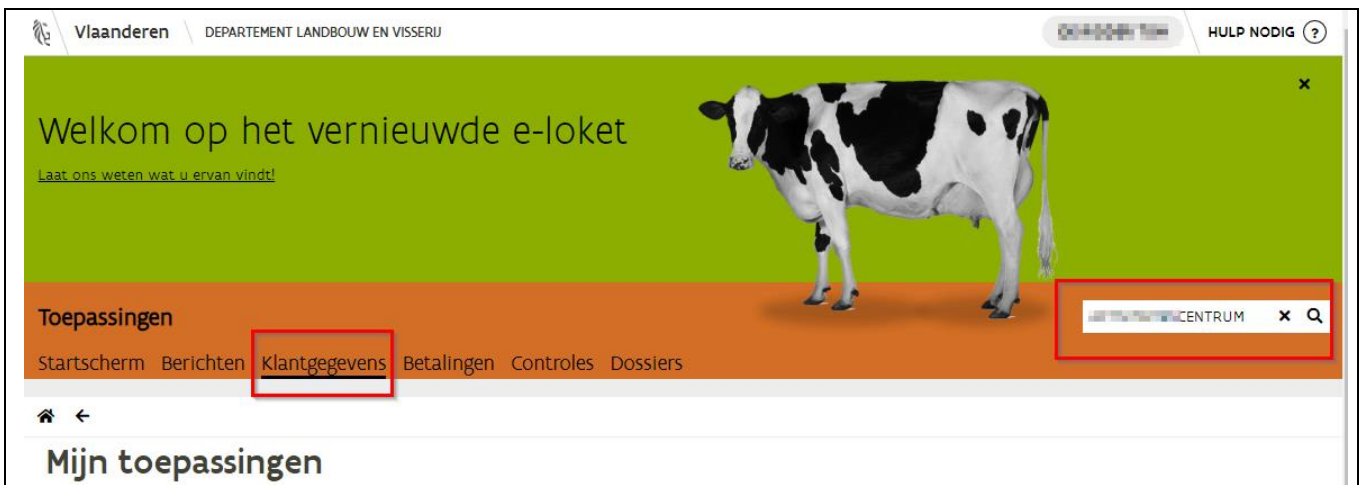 Vlaanderen DEPARTEMENT LANDBOUW EN VISSERIJ HULP NODIG ?
Welkom op het vernieuwde e-loket
Laat ons weten wat u ervan vindt!
Toepassingen
CENTRUM
Startscherm Berichten Klantgegevens Betalingen Controles Dossiers
Mijn toepassingen